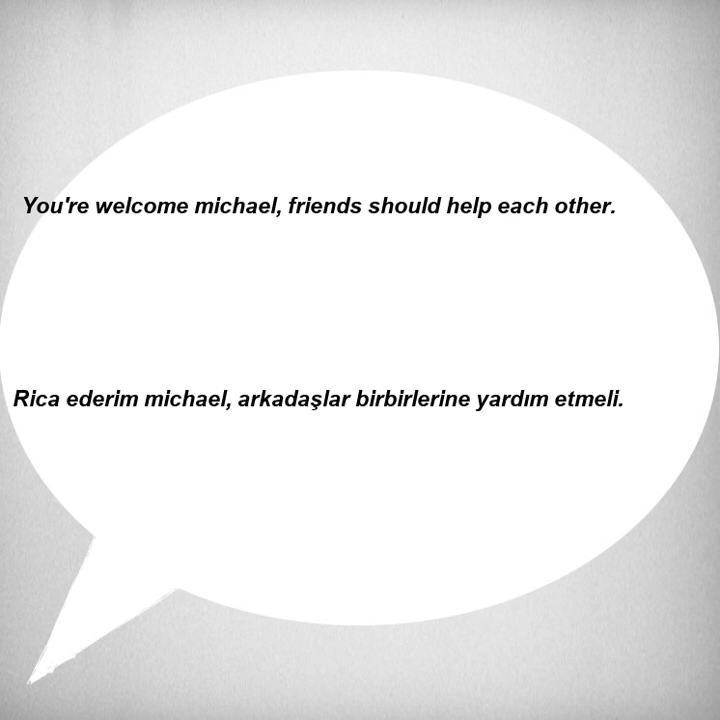 You're welcome michael, friends should help each other.
Rica ederim michael, arkadaşlar birbirlerine yardım etmeli.